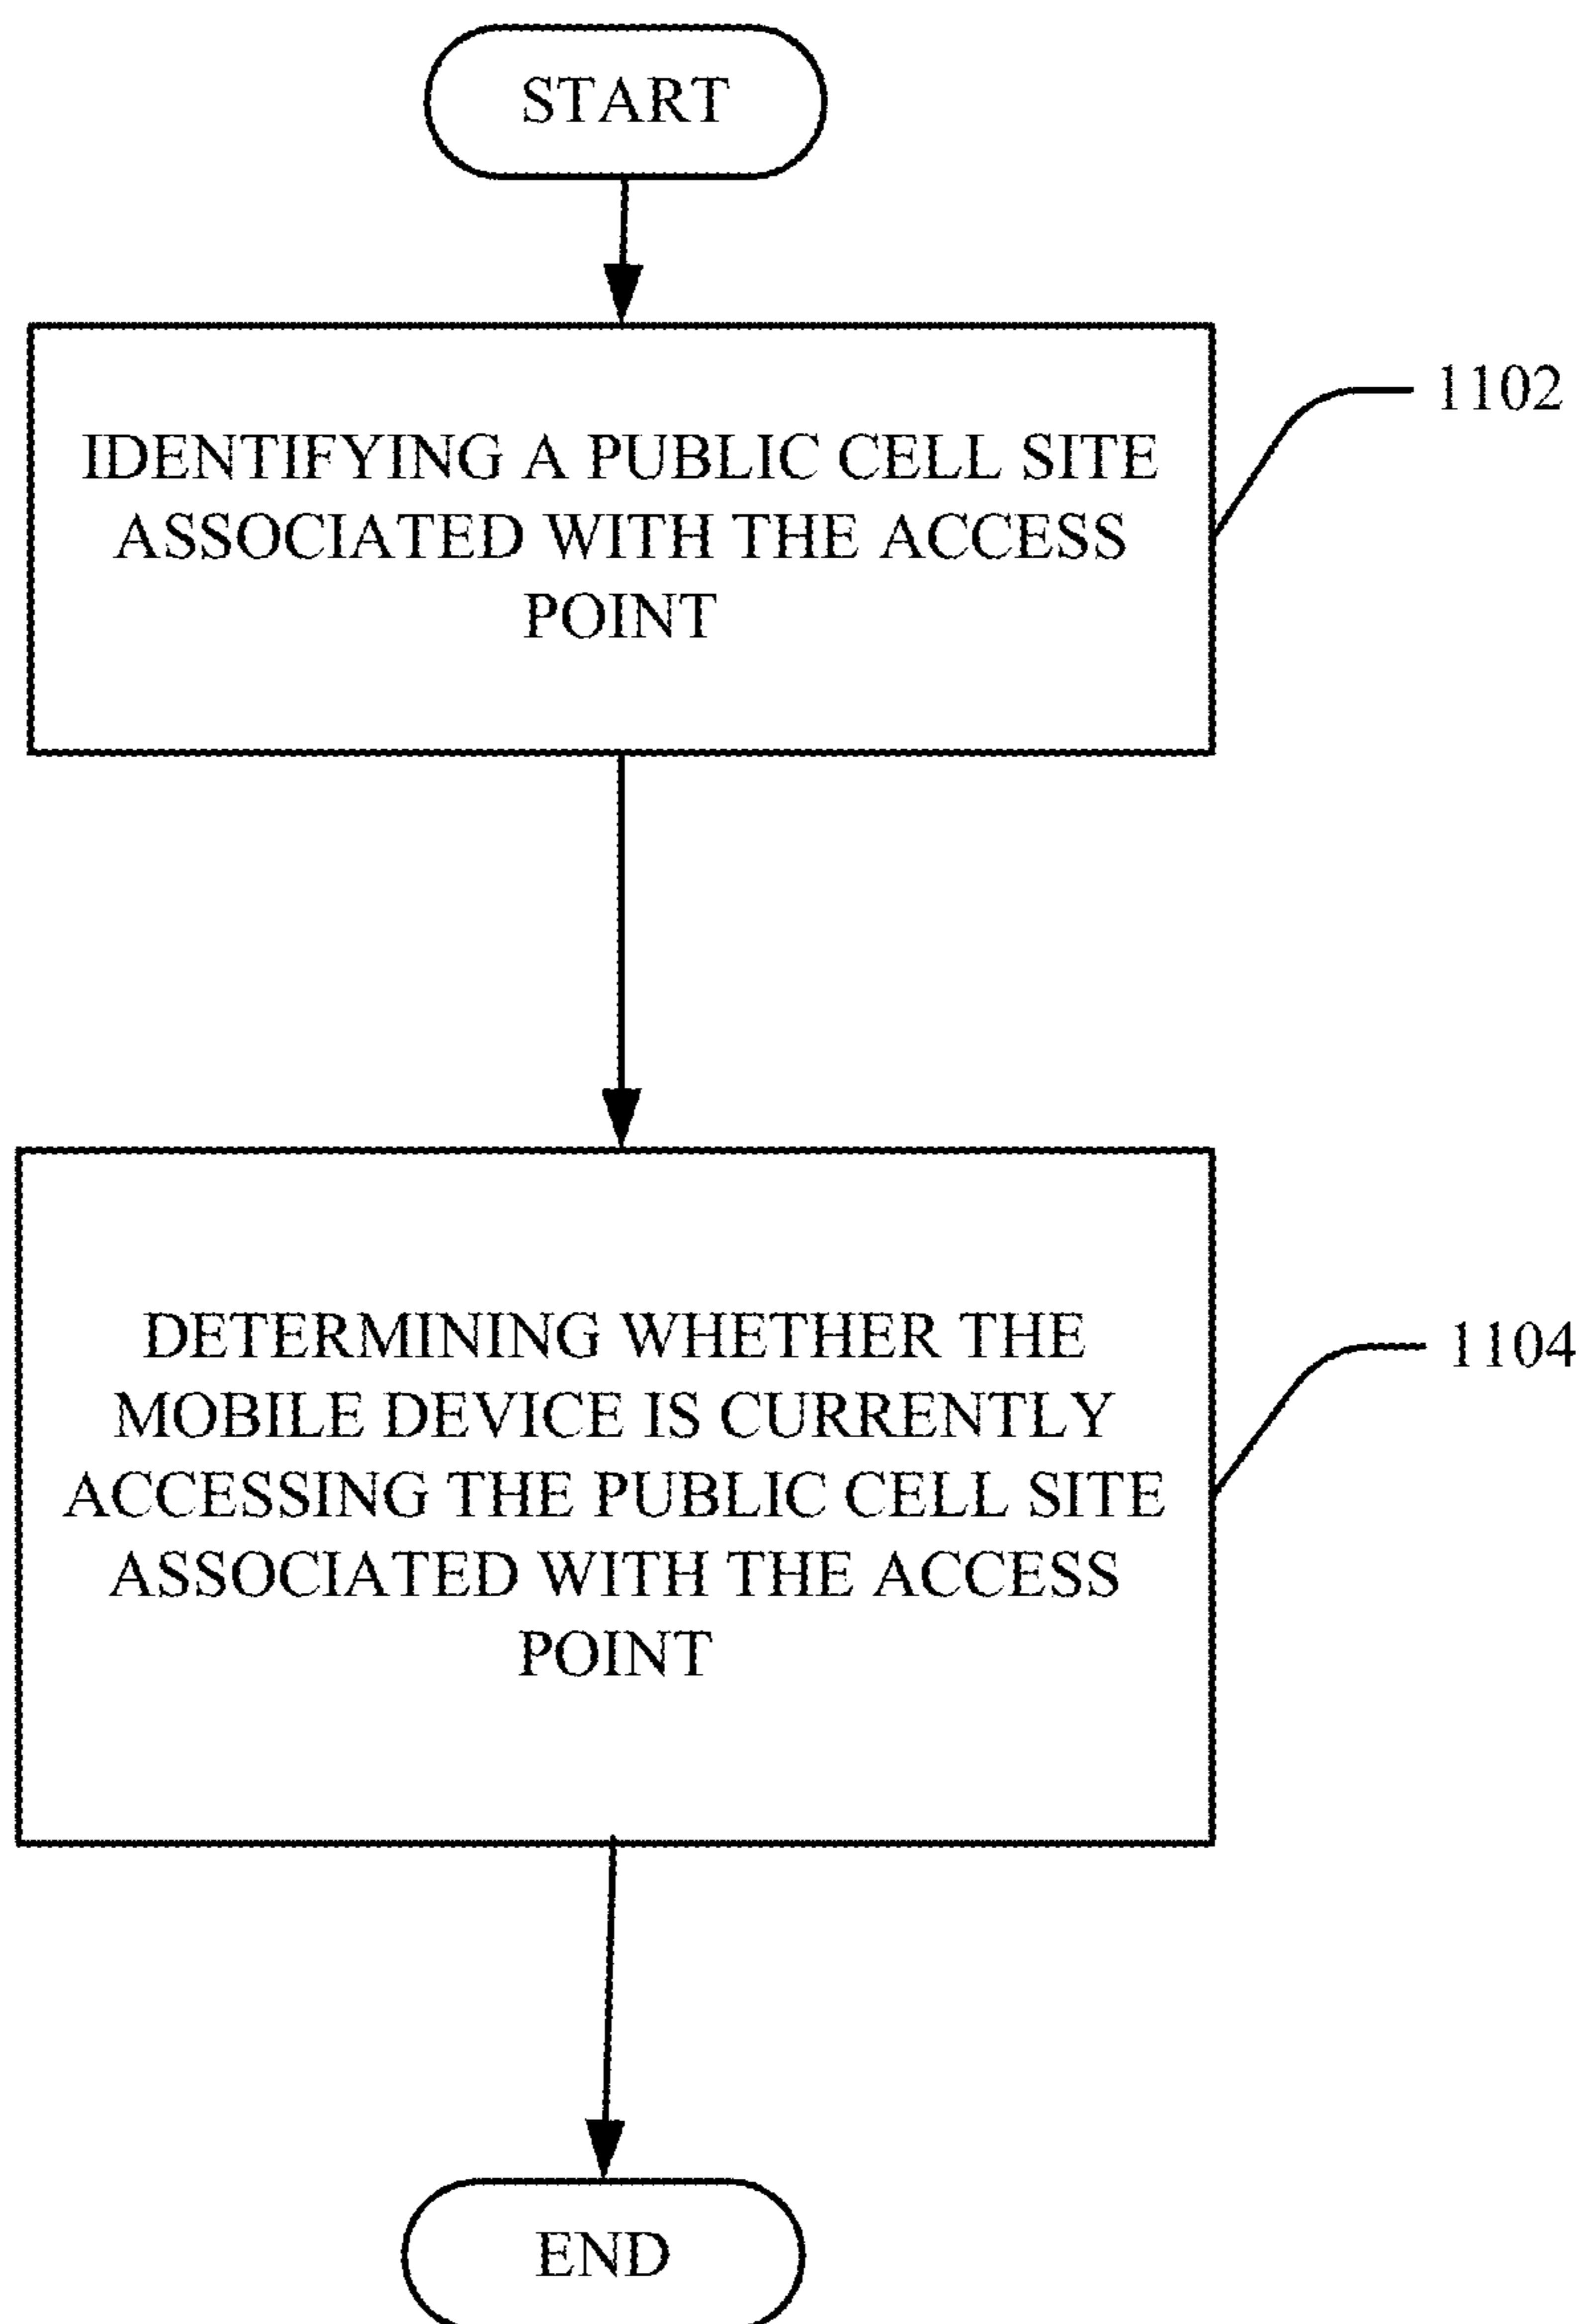 START
IDENTIFYING A PUBLIC CELL SITE
ASSOCIATED WITH THE ACCESS
POINT
1102
DETERMINING WHETHER THE
MOBILE DEVICE IS CURRENTLY
ACCESSING THE PUBLIC CELL SITE
ASSOCIATED WITH THE ACCESS
POINT
1104
END